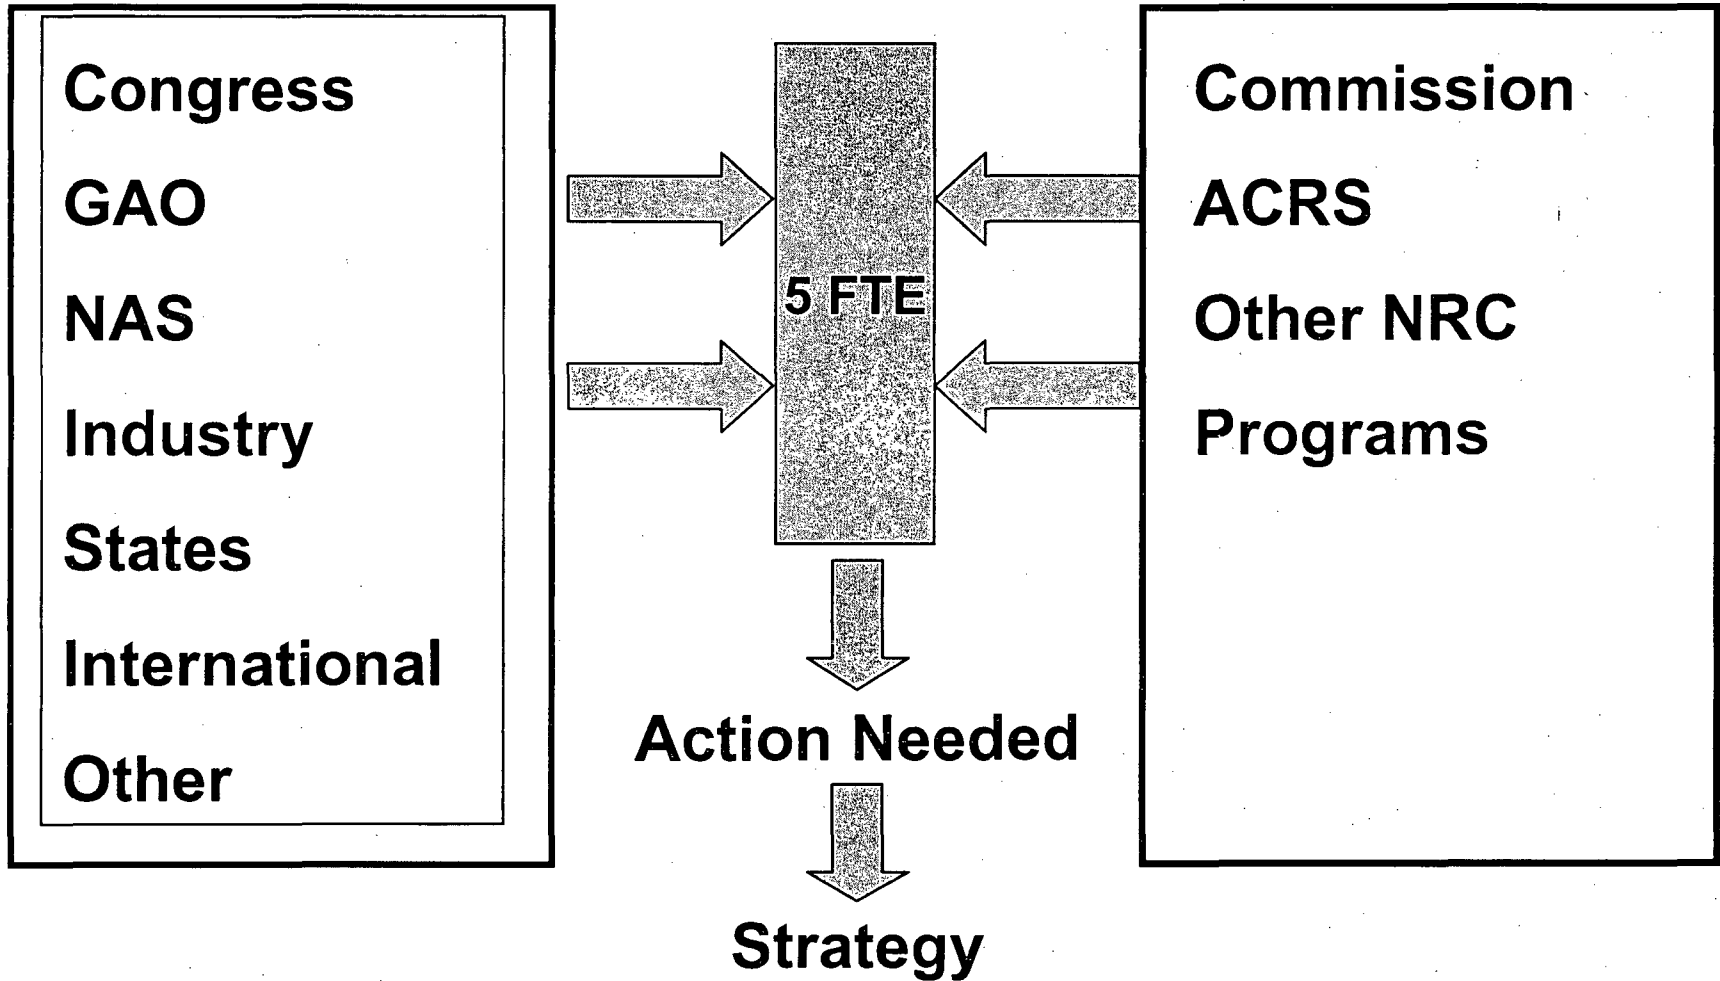 Congress
GAO
NAS
Industry
States
International
Other
5 FTE
Action Needed
Strategy
Commission
ACRS
Other NRC
Programs